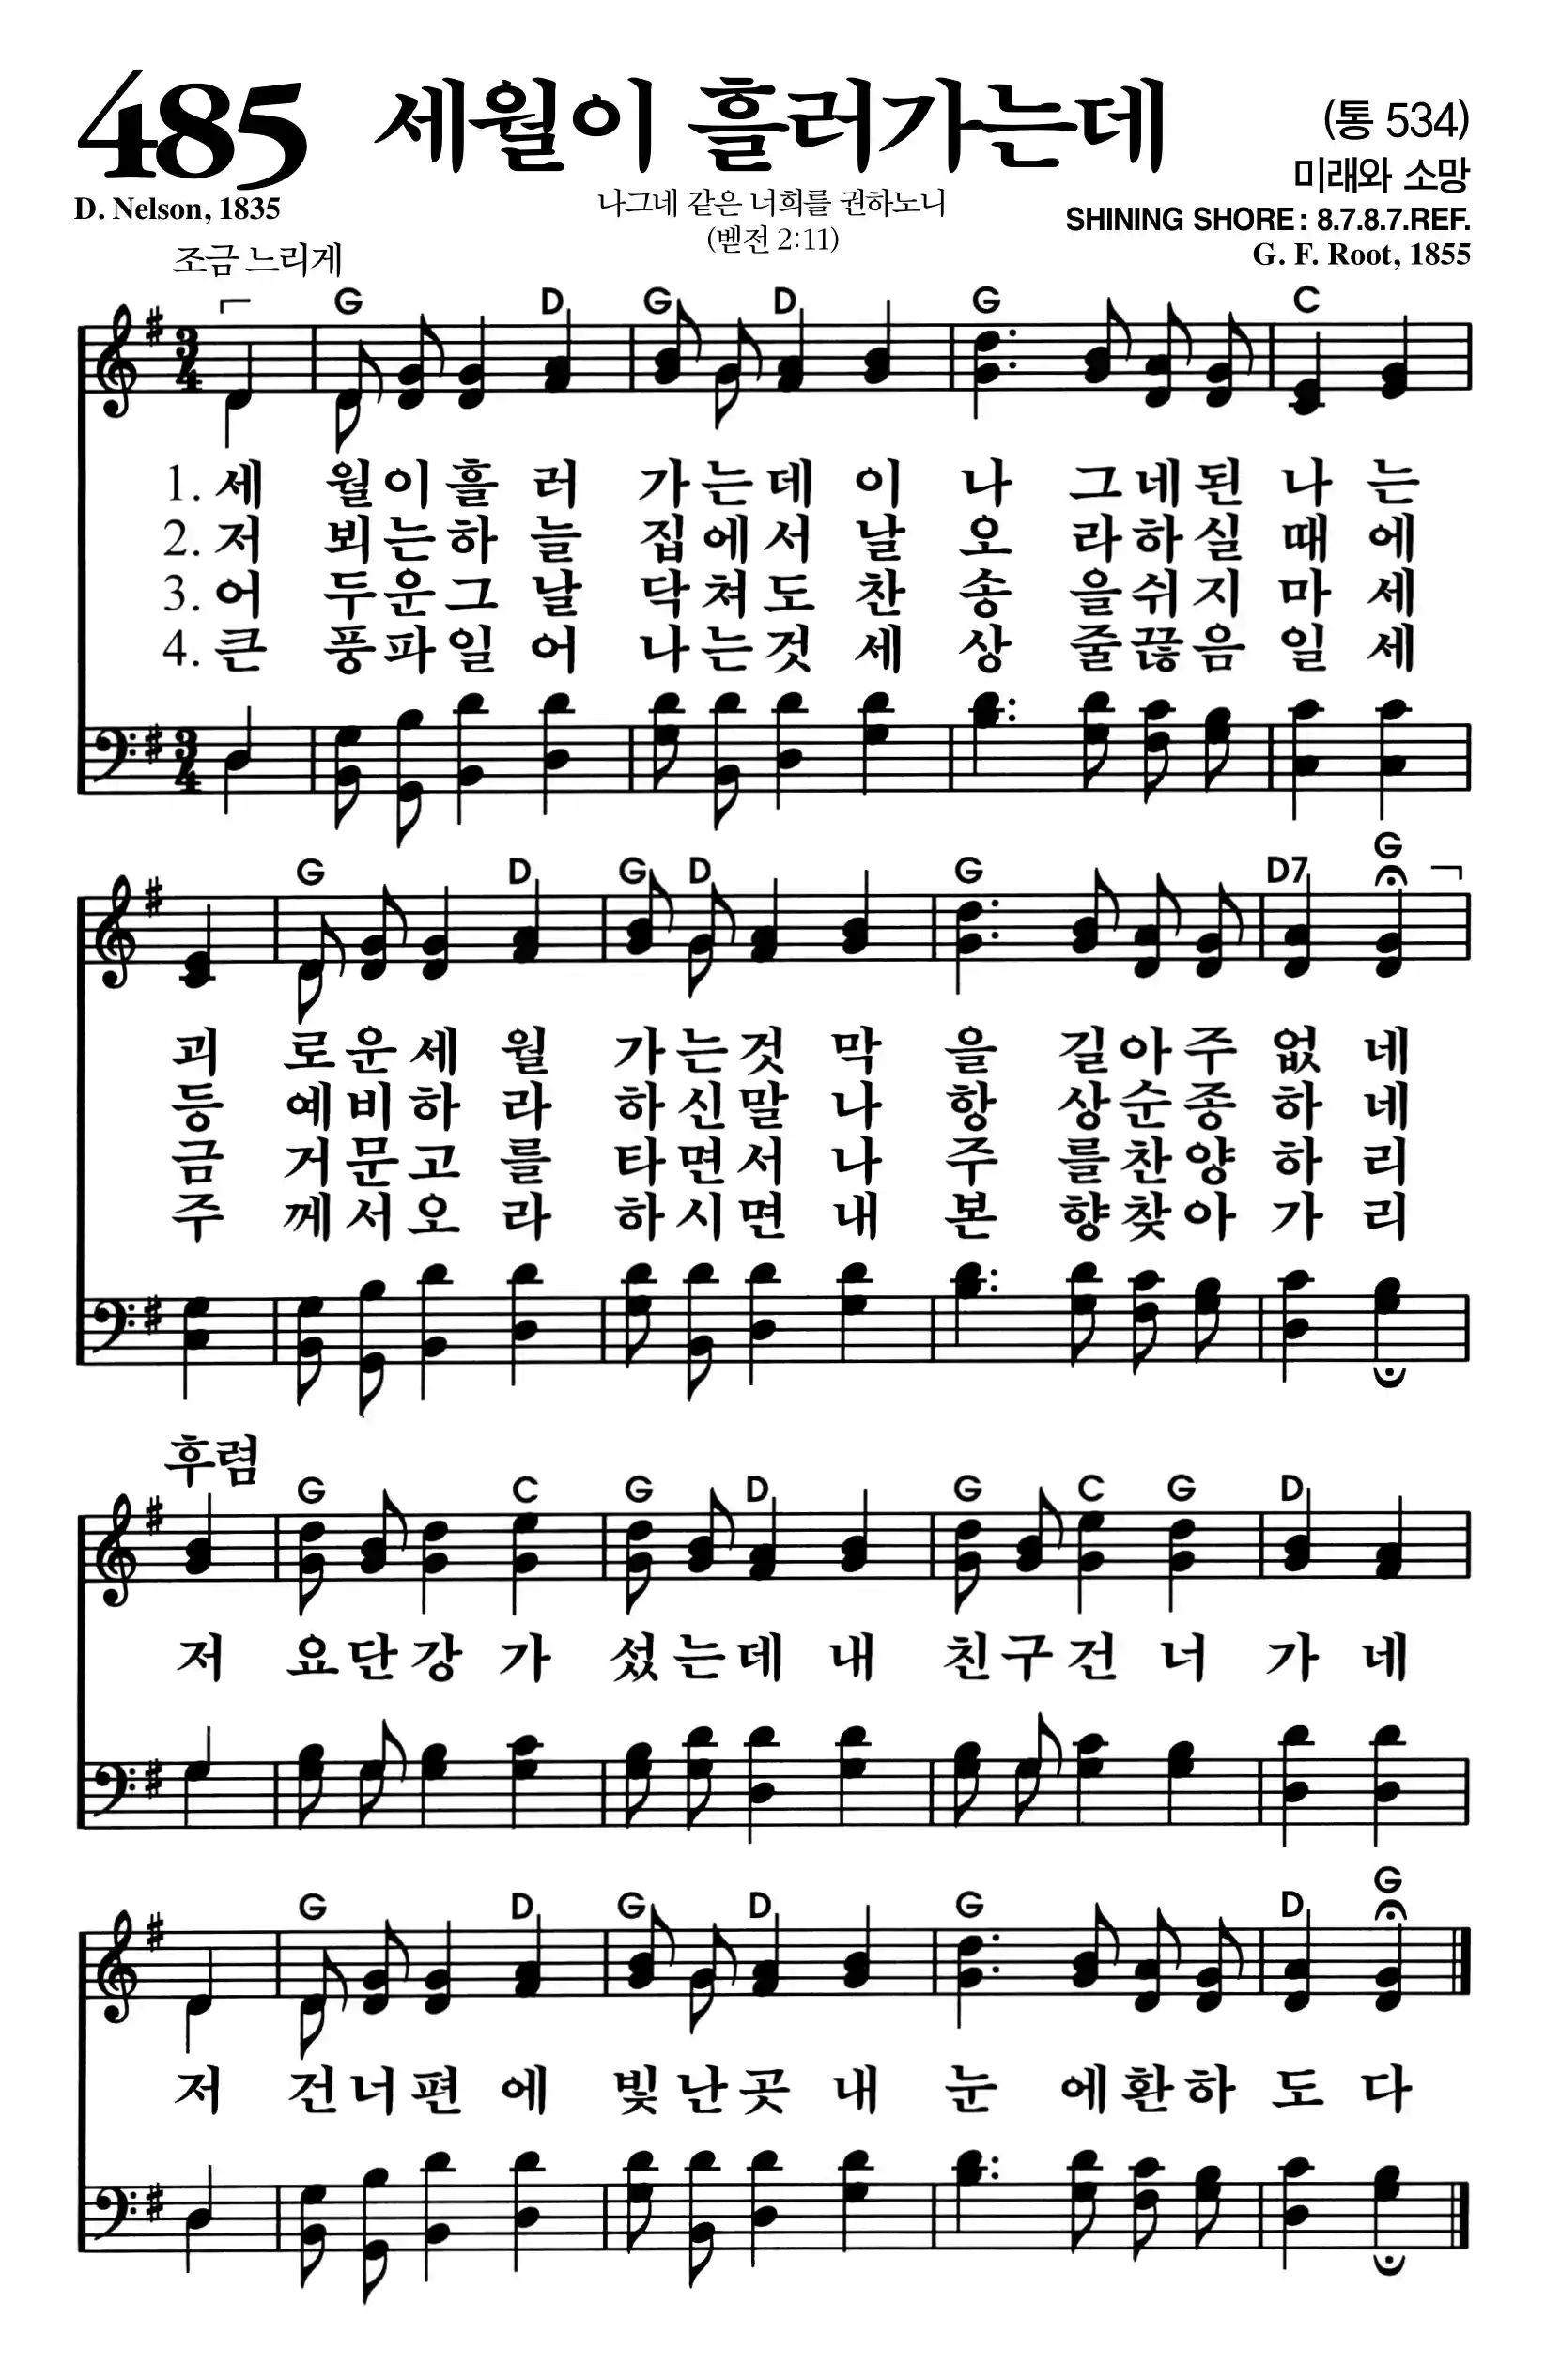 485 세월이 흘러가는데 (통 534)
미래와 소망
D. Nelson, 1835 나그네 같은 너희를 권하노니 SHINING SHORE : 8.7.8.7.REF.
(벧전 2:11) G. F. Root, 1855
조금 느리게
G D G D G C
1. 세 월이흘 러 가는데 이 나 그네된 나 는
2. 저 뵈는하 늘 집에서 날 오 라하실 때 에
3. 어 두운그 날 닥쳐도 찬 송 을쉬지 마 세
4. 큰 풍파일 어 나는것 세 상 줄끊음 일 세
G D G D G D7 G
괴 로운세 월 가는것 막 을 길아주 없 네
등 예비하 라 하신말 나 항 상순종 하 네
금 거문고 를 타면서 나 주 를찬양 하 리
주 께서오 라 하시면 내 본 향찾아 가 리
후렴
G C G D G C G D
저 요단강 가 섰는데 내 친구건 너 가 네
G D G D G D G
저 건너편 에 빛난곳 내 눈 에환하 도 다